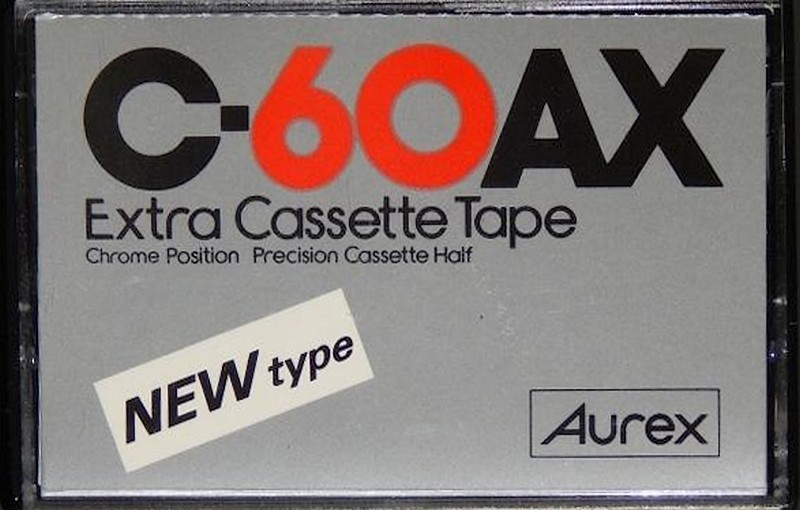 C-60AX
Extra Cassette Tape
Chrome Position Precision Cassette Half
NEW type
Aurex